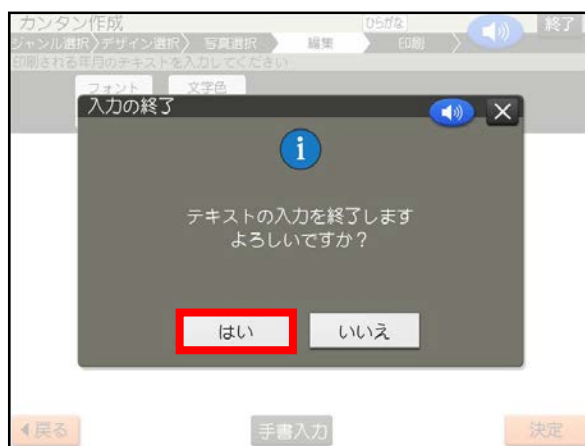 カンタン作成
ひらがな
終了
ジャンル選択〉デザイン選択〉 写真選択 編集 印刷
印刷される年月のテキストを入力してください
フォント 文字色
入力の終了
テキストの入力を終了します
よろしいですか？
はい いいえ
戻る 手書入力 決定